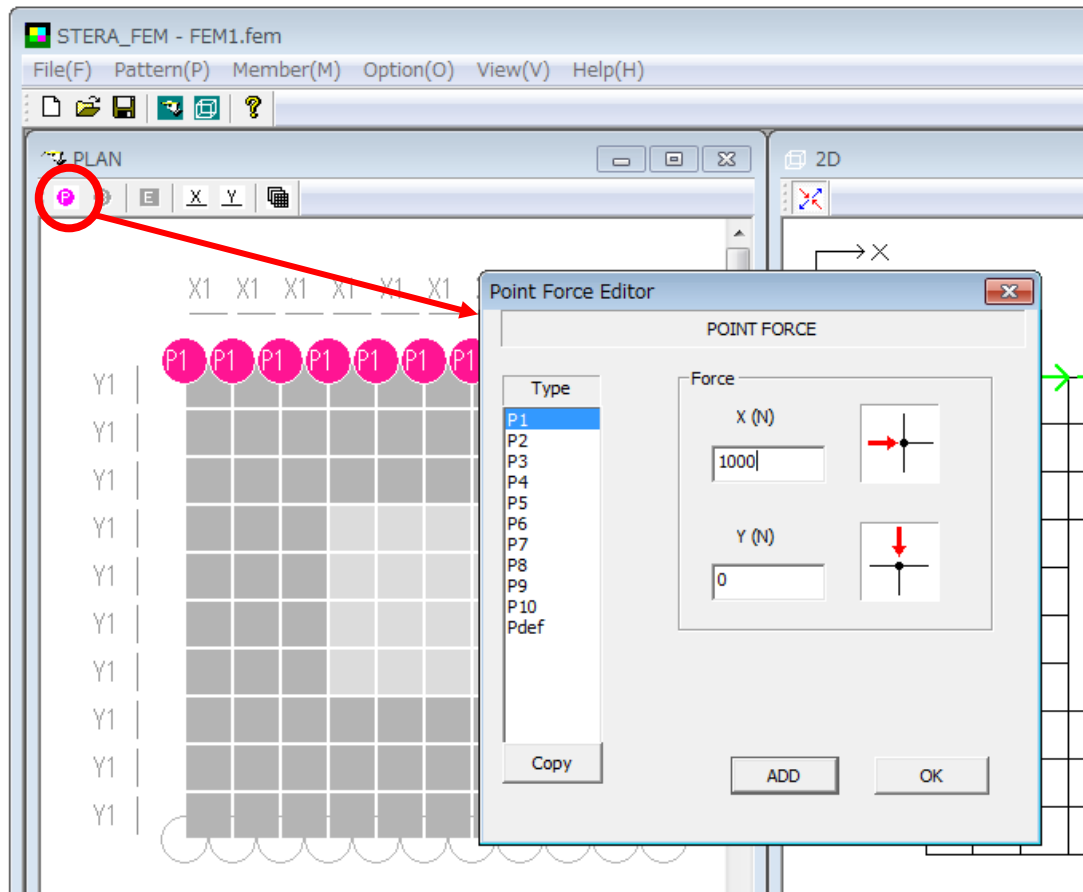 STERA_FEM - FEM1.fem
File(F) Pattern(P) Member(M) Option(O) View(V) Help(H)
PLAN
2D
P E X Y
X
X1 X1 X1 X1 X1 X1
P1 P1 P1 P1 P1 P1 P1
Y1
Y1
Y1
Y1
Y1
Y1
Y1
Y1
Y1
Y1
Point Force Editor
POINT FORCE
Type
P1
P2
P3
P4
P5
P6
P7
P8
P9
P10
Pdef
Copy
Force
X (N)
1000
Y (N)
0
ADD OK